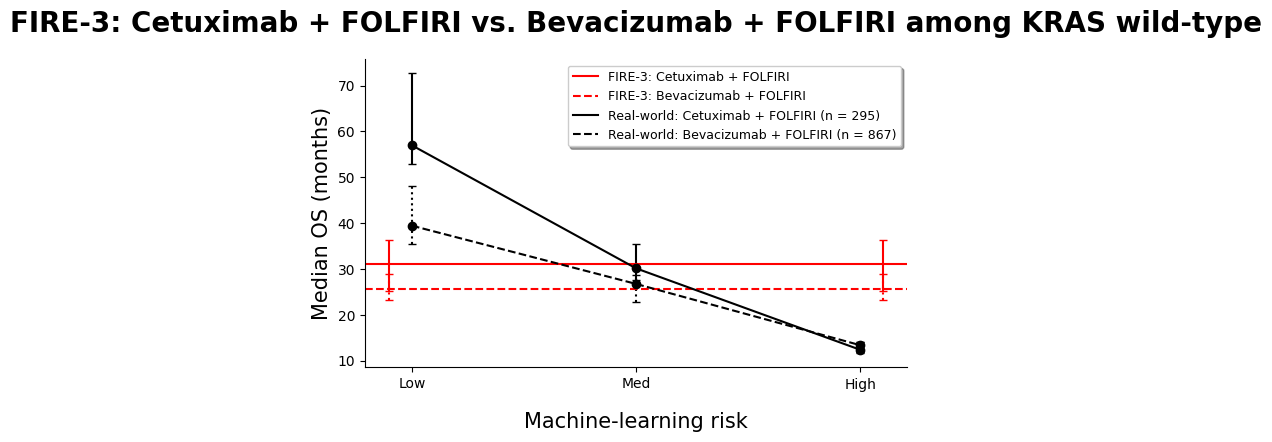 FIRE-3: Cetuximab + FOLFIRI vs. Bevacizumab + FOLFIRI among KRAS wild-type
FIRE-3: Cetuximab + FOLFIRI
FIRE-3: Bevacizumab + FOLFIRI
Real-world: Cetuximab + FOLFIRI (n = 295)
Real-world: Bevacizumab + FOLFIRI (n = 867)
Median OS (months)
70
60
50
40
30
20
10
Low Med High
Machine-learning risk